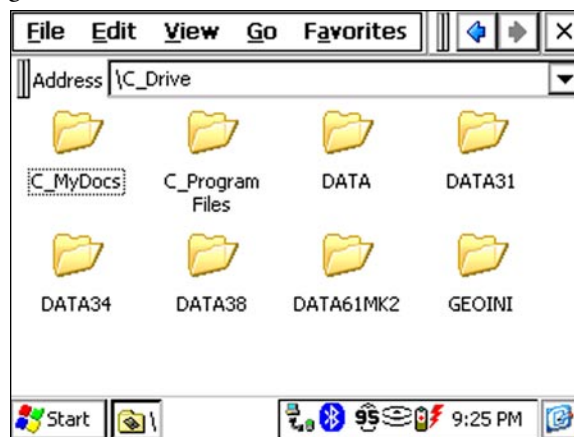 File Edit View Go Favorites
Address \C_Drive
C_MyDocs C_Program Files DATA DATA31
DATA34 DATA38 DATA61MK2 GEOINI
Start \ 95 9:25 PM